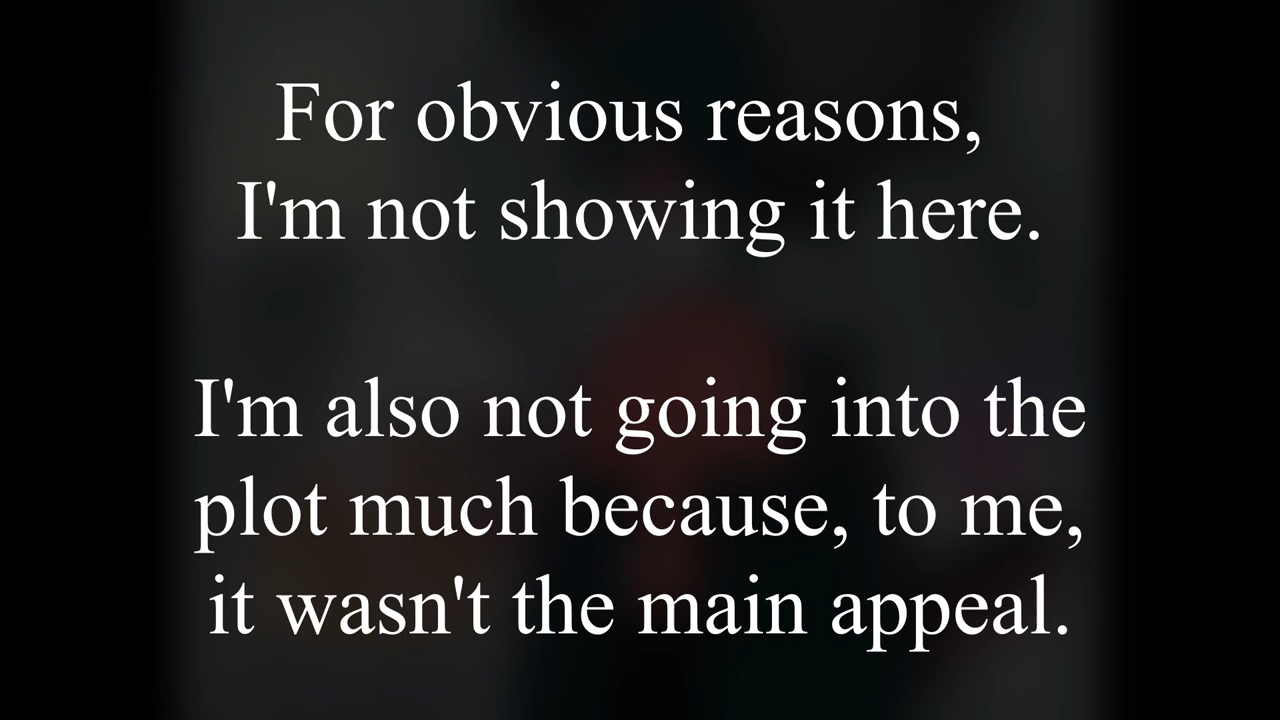 For obvious reasons,
I'm not showing it here.
I'm also not going into the
plot much because, to me,
it wasn't the main appeal.